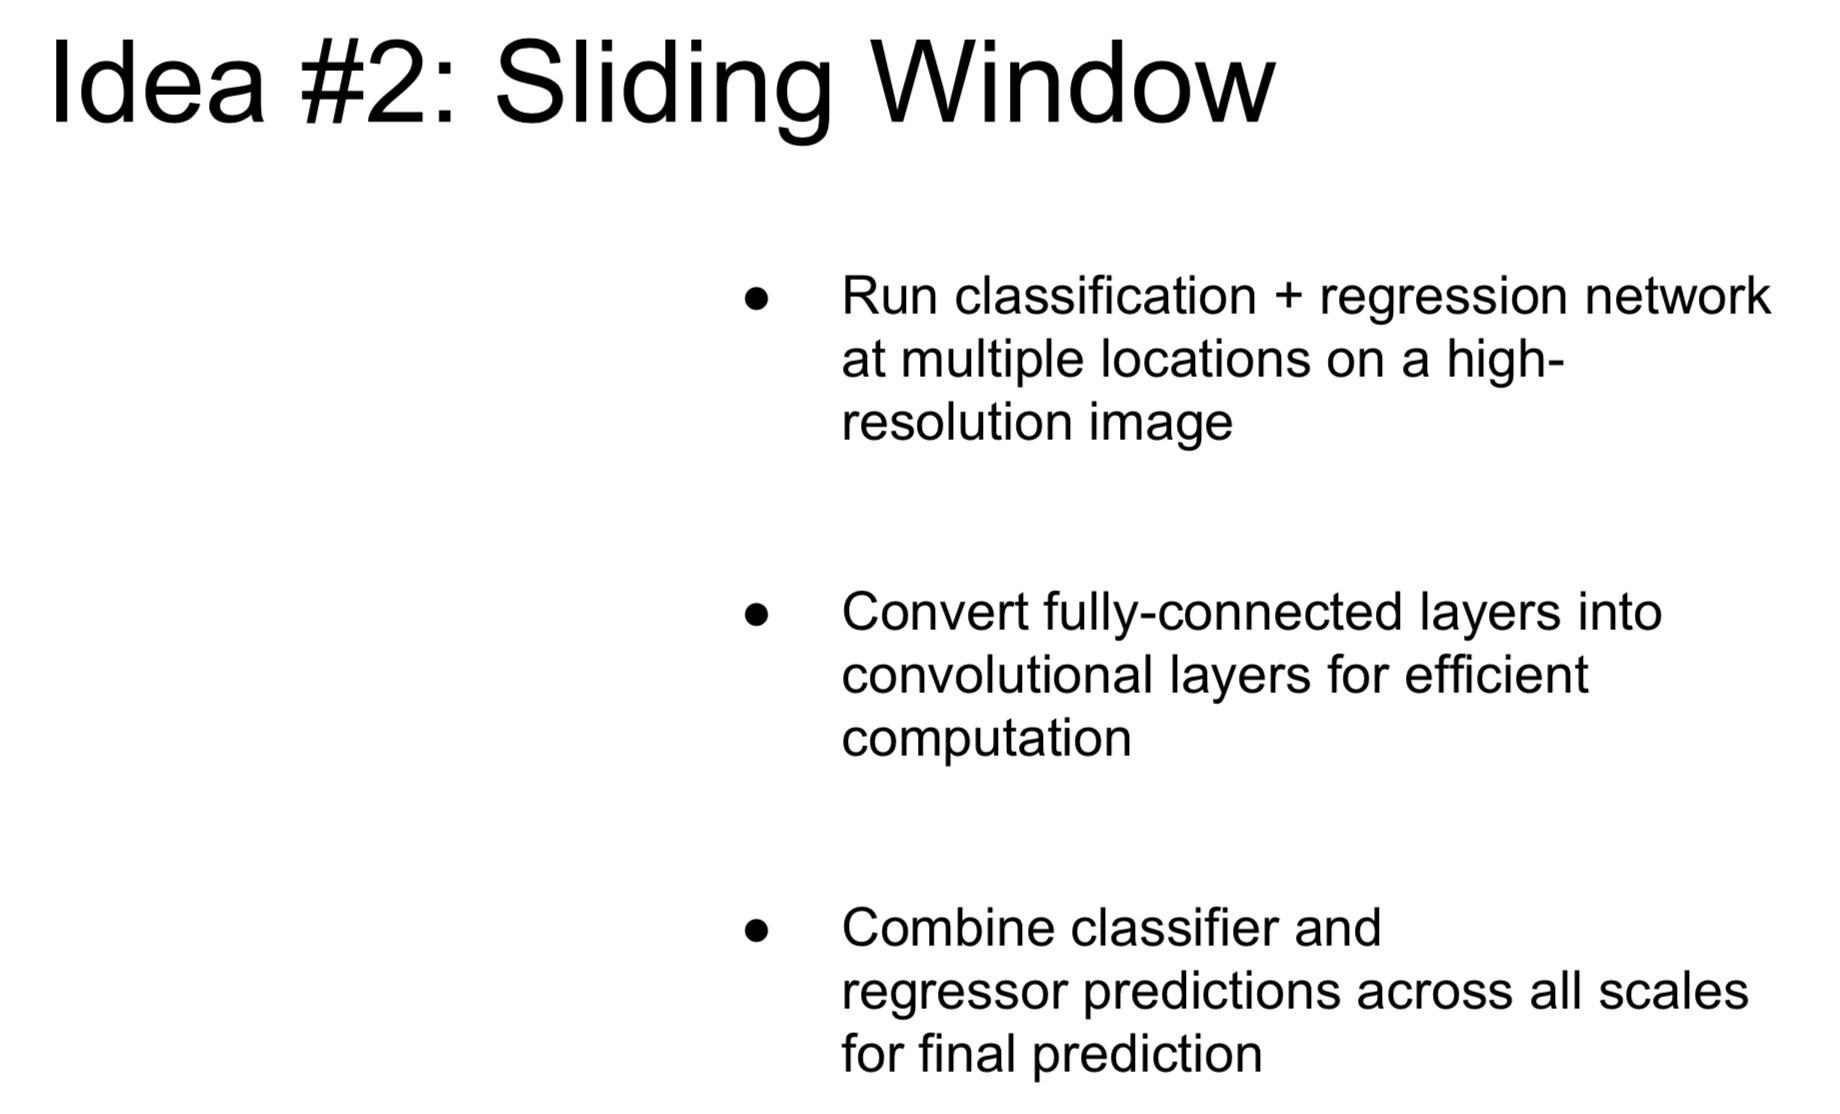 Idea #2: Sliding Window
● Run classification + regression network
at multiple locations on a high-
resolution image
● Convert fully-connected layers into
convolutional layers for efficient
computation
● Combine classifier and
regressor predictions across all scales
for final prediction